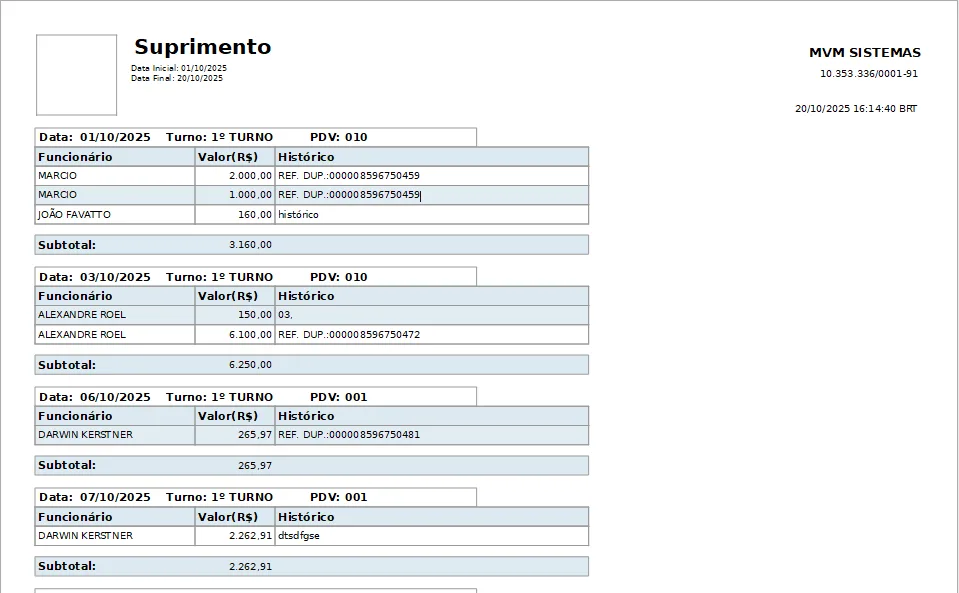 Suprimento
Data Inicial: 01/10/2025
Data Final: 20/10/2025
MVM SISTEMAS
10.353.336/0001-91
20/10/2025 16:14:40 BRT
Data: 01/10/2025 Turno: 1º TURNO PDV: 010
Funcionário Valor(R$) Histórico
MARCIO 2.000,00 REF. DUP.:000008596750459
MARCIO 1.000,00 REF. DUP.:000008596750459
JOÃO FAVATTO 160,00 histórico
Subtotal: 3.160,00
Data: 03/10/2025 Turno: 1º TURNO PDV: 010
Funcionário Valor(R$) Histórico
ALEXANDRE ROEL 150,00 03,
ALEXANDRE ROEL 6.100,00 REF. DUP.:000008596750472
Subtotal: 6.250,00
Data: 06/10/2025 Turno: 1º TURNO PDV: 001
Funcionário Valor(R$) Histórico
DARWIN KERSTNER 265,97 REF. DUP.:000008596750481
Subtotal: 265,97
Data: 07/10/2025 Turno: 1º TURNO PDV: 001
Funcionário Valor(R$) Histórico
DARWIN KERSTNER 2.262,91 dtsdfgse
Subtotal: 2.262,91